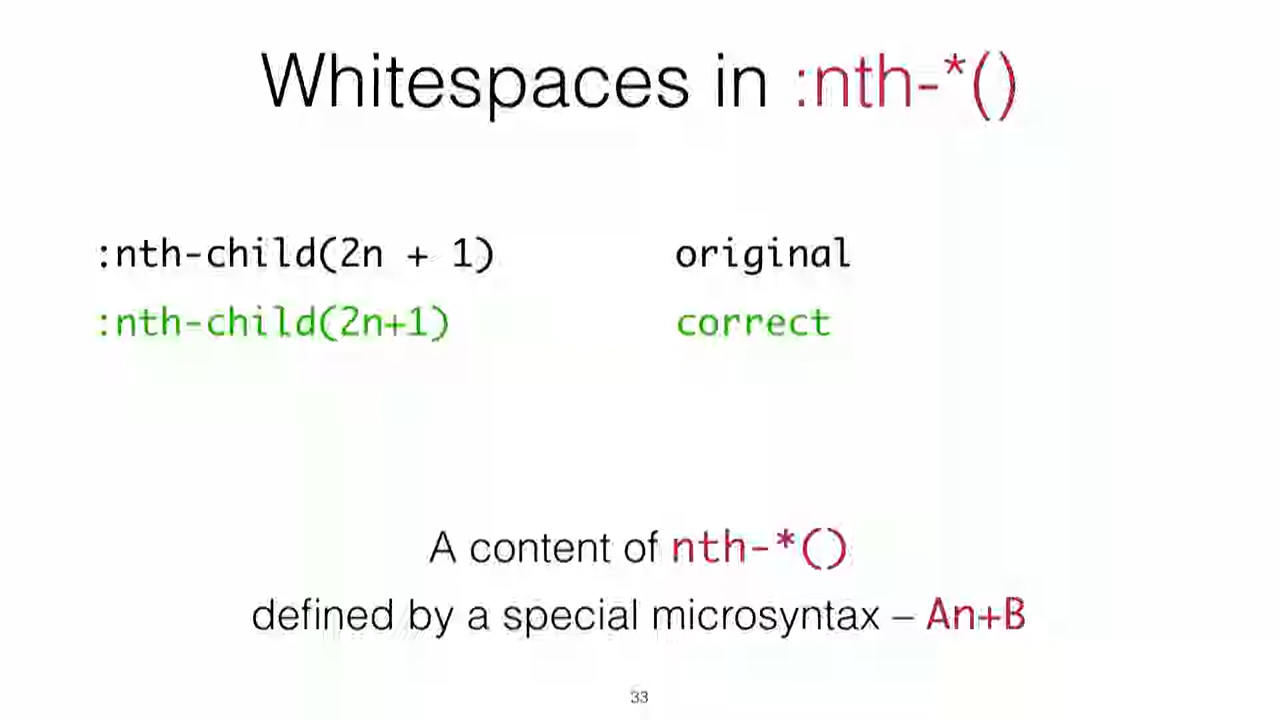 Whitespaces in :nth-*()
:nth-child(2n + 1) original
:nth-child(2n+1) correct
A content of nth-*()
defined by a special microsyntax – An+B
33